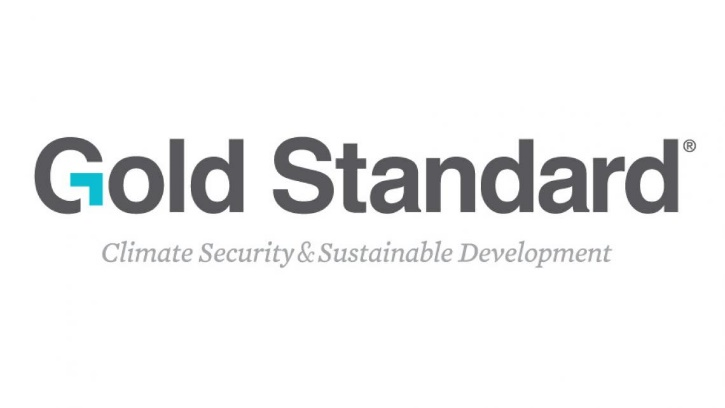 Gold Standard®
Climate Security & Sustainable Development